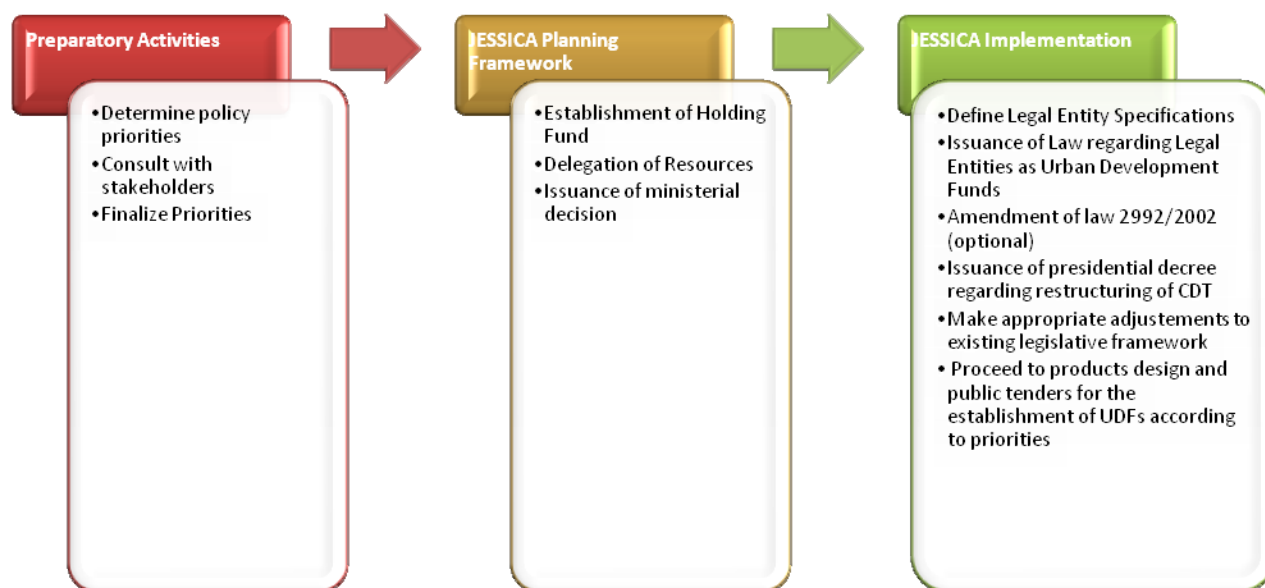 Preparatory Activities
•Determine policy
priorities
•Consult with
stakeholders
•Finalize Priorities
JESSICA Planning
Framework
•Establishment of Holding
Fund
•Delegation of Resources
•Issuance of ministerial
decision
JESSICA Implementation
•Define Legal Entity Specifications
•Issuance of Law regarding Legal
Entities as Urban Development
Funds
•Amendment of law 2992/2002
(optional)
•Issuance of presidential decree
regarding restructuring of CDT
•Make appropriate adjustements to
existing legislative framework
• Proceed to products design and
public tenders for the
establishment of UDFs according
to priorities